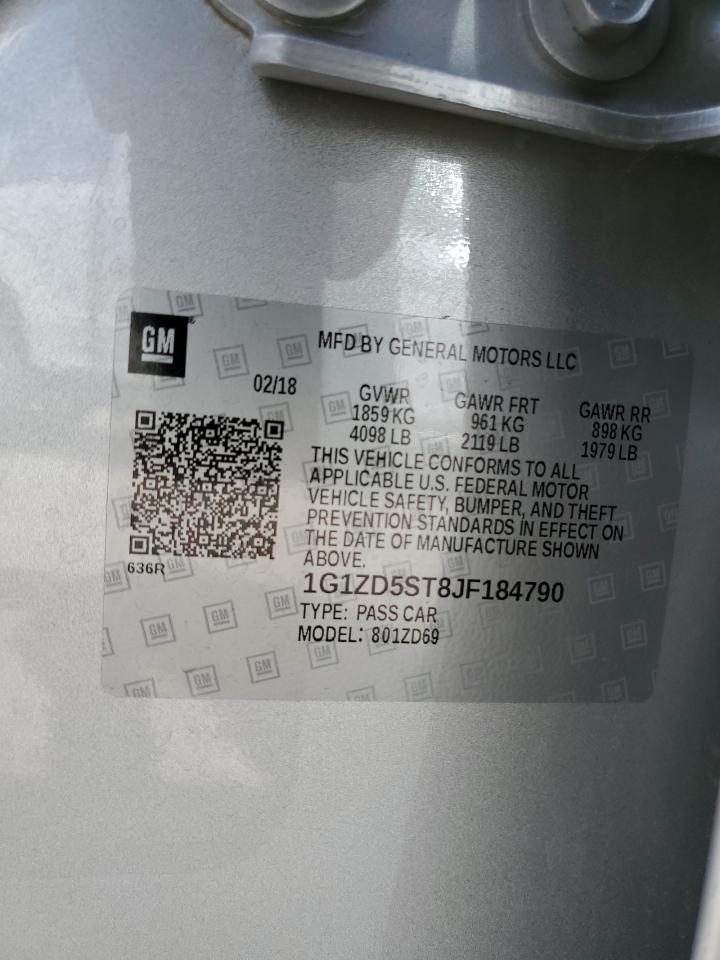 GM
MFD BY GENERAL MOTORS LLC
02/18
GVWR GAWR FRT GAWR RR
1859 KG 961 KG 898 KG
4098 LB 2119 LB 1979 LB
THIS VEHICLE CONFORMS TO ALL
APPLICABLE U.S. FEDERAL MOTOR
VEHICLE SAFETY, BUMPER, AND THEFT
PREVENTION STANDARDS IN EFFECT ON
THE DATE OF MANUFACTURE SHOWN
ABOVE.
636R
1G1ZD5ST8JF184790
TYPE: PASS CAR
MODEL: 801ZD69